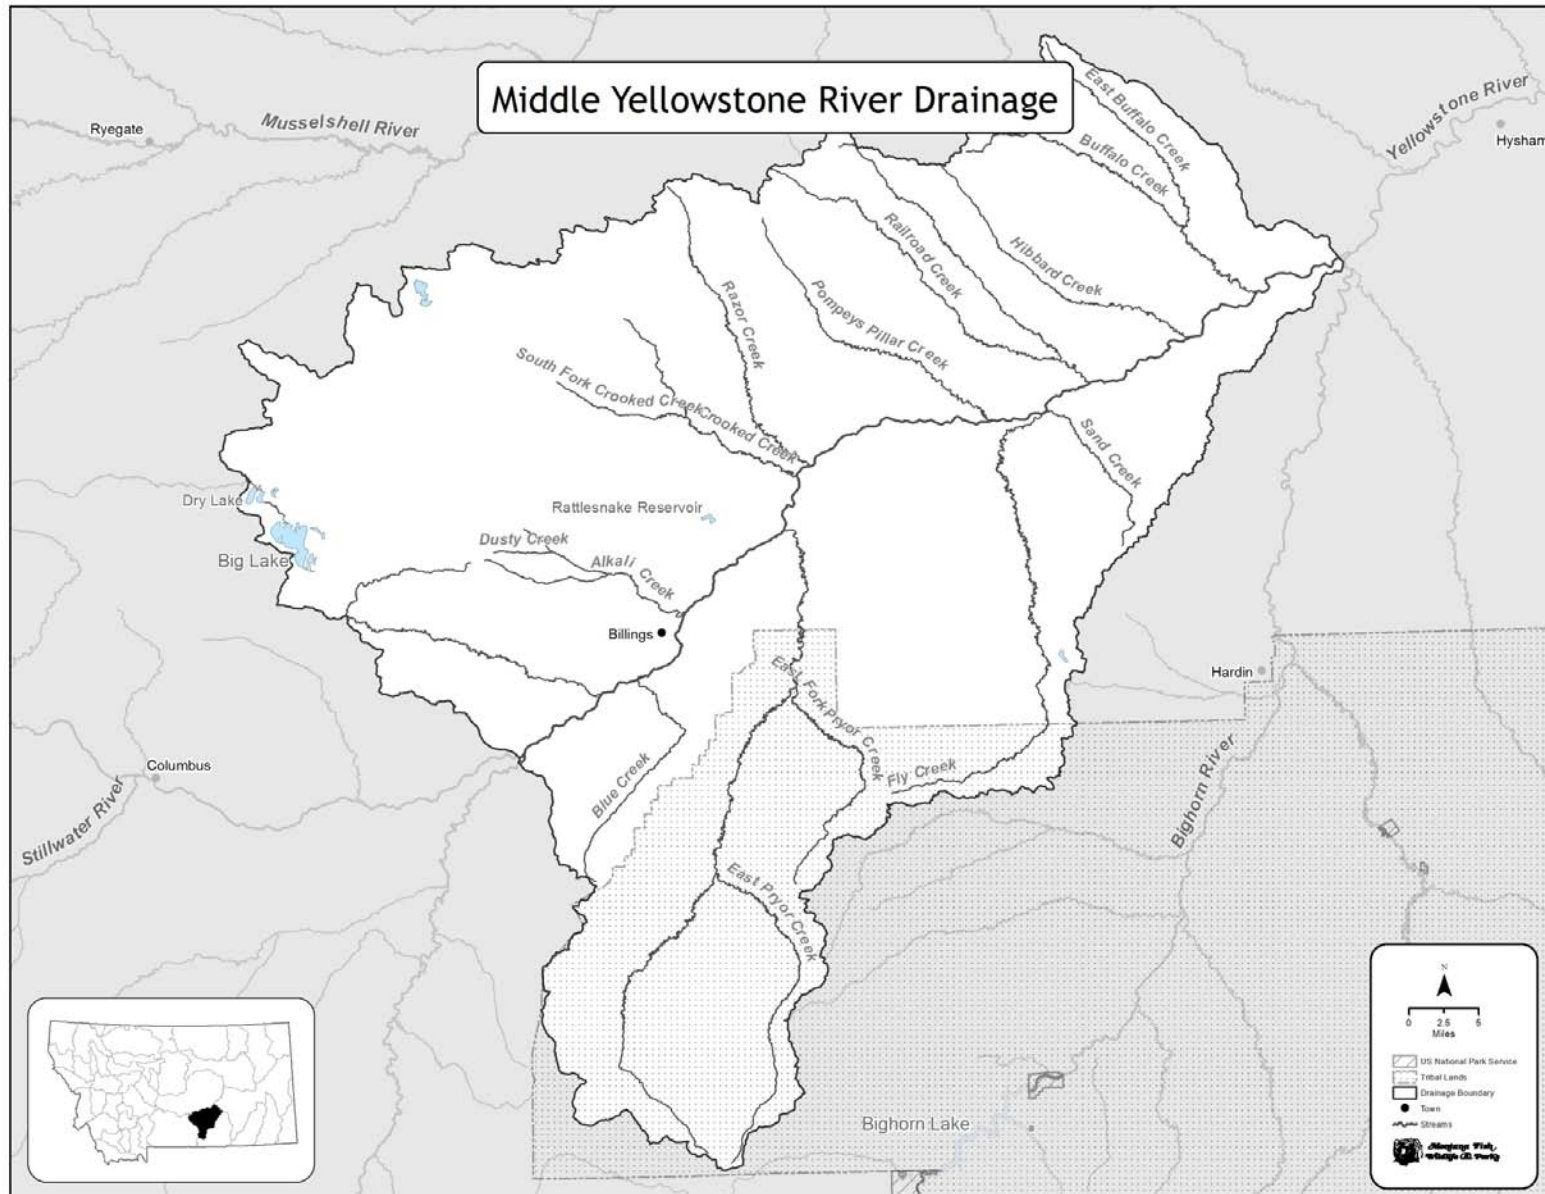 Middle Yellowstone River Drainage
East Buffalo Creek
Yellowstone River
Ryegate
Musselshell River
Hysham
Buffalo Creek
Railroad Creek
Hibbard Creek
Razor Creek
Pompeys Pillar Creek
South Fork Crooked Creek
Crooked Creek
Sand Creek
Dry Lake
Rattlesnake Reservoir
Dusty Creek
Big Lake
Alkali Creek
Billings
East Fork Pryor Creek
Hardin
Columbus
Blue Creek
Fly Creek
Bighorn River
Stillwater River
East Pryor Creek
Bighorn Lake
N
0 2.5 5
Miles
US National Park Service
Tribal Lands
Drainage Boundary
Town
Streams
Montana Fish,
Wildlife & Parks